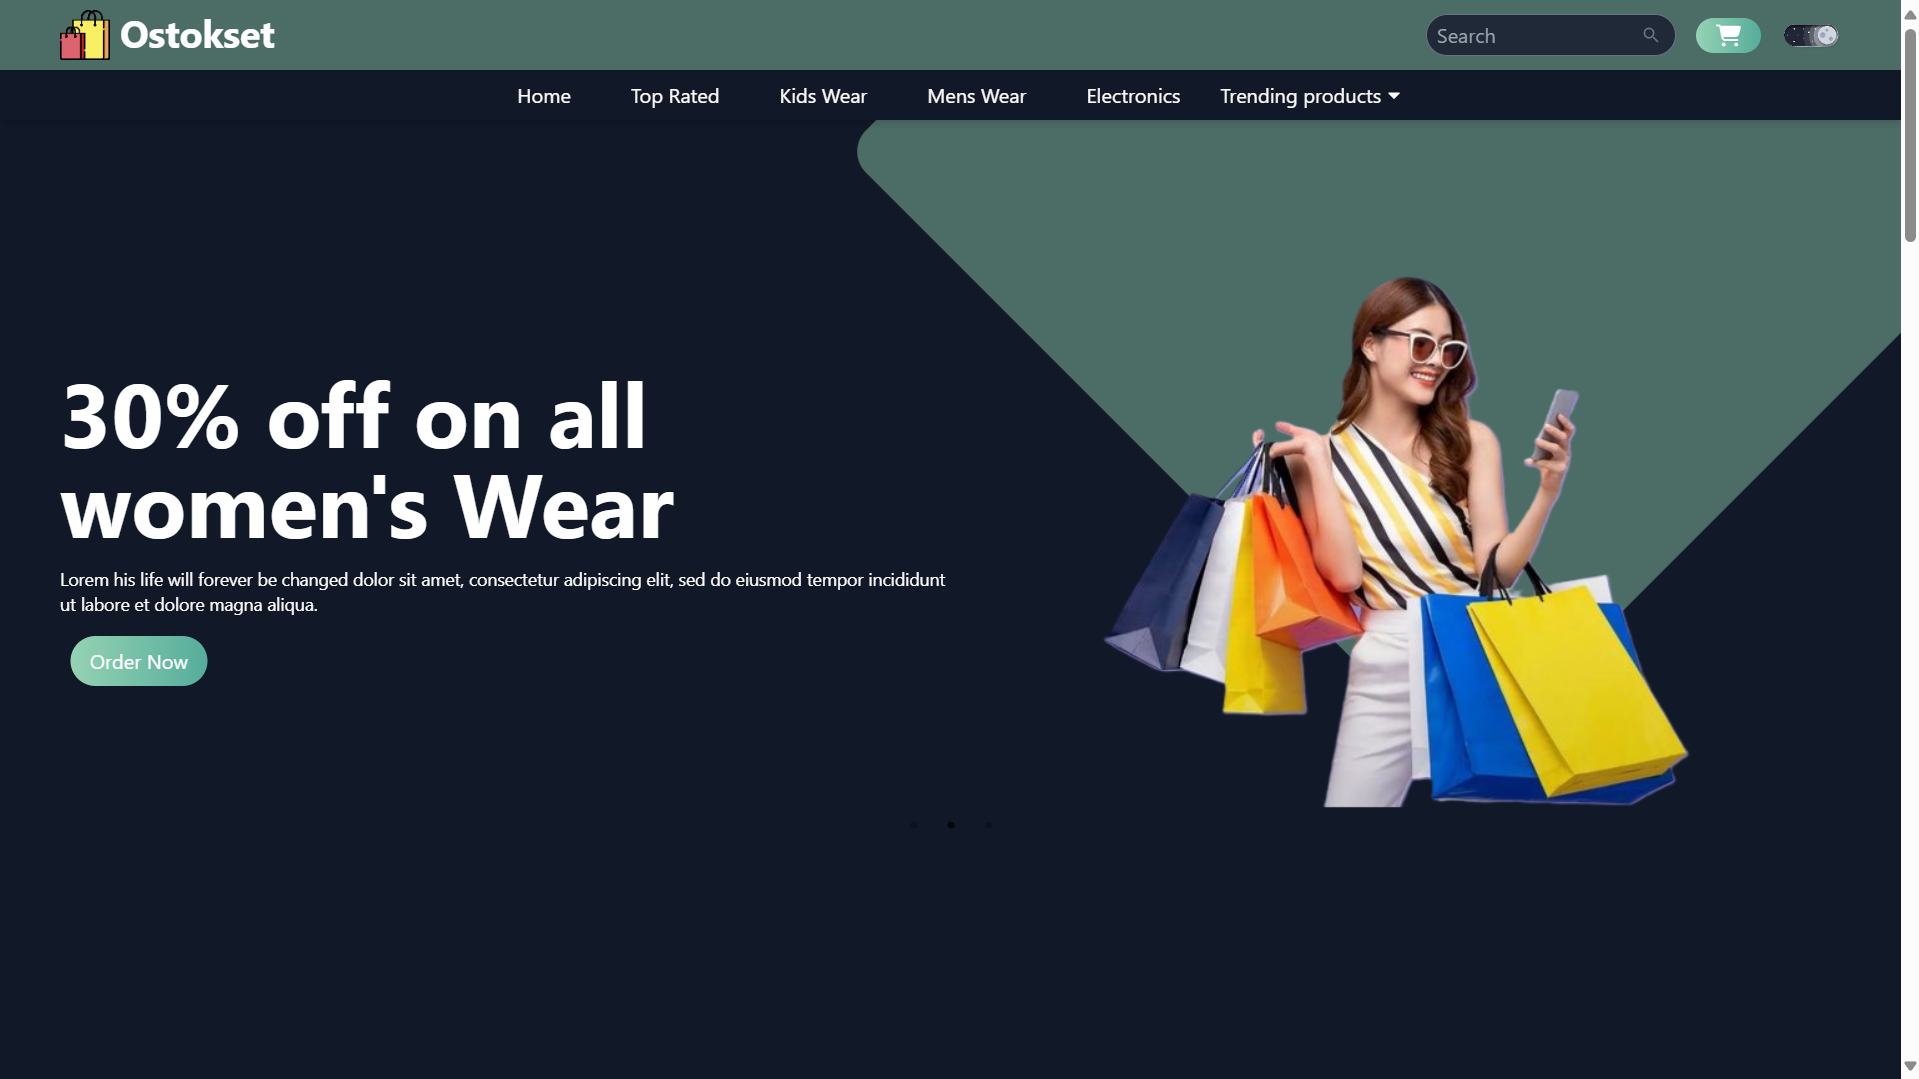 Ostokset
Search
Home
Top Rated
Kids Wear
Mens Wear
Electronics
Trending products
30% off on all
women's Wear
Lorem his life will forever be changed dolor sit amet, consectetur adipiscing elit, sed do eiusmod tempor incididunt
ut labore et dolore magna aliqua.
Order Now